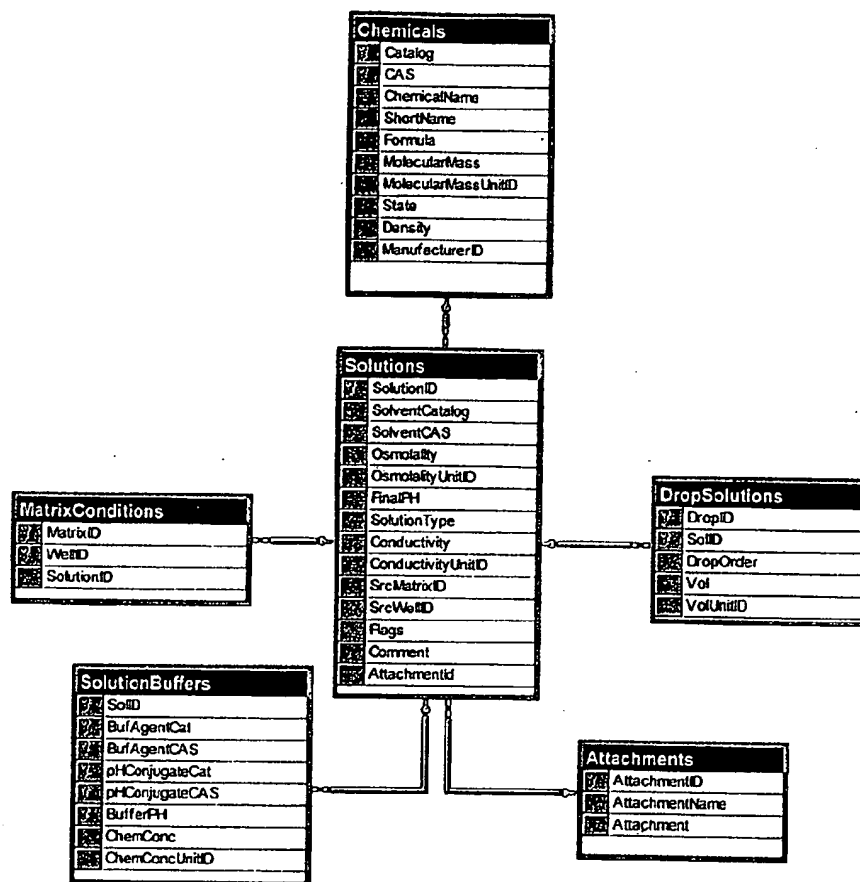 Chemicals
Catalog
CAS
ChemicalName
ShortName
Formula
MolecularMass
MolecularMassUnitID
State
Density
ManufacturerID
Solutions
SolutionID
SolventCatalog
SolventCAS
Osmolality
OsmolalityUnitID
FinalPH
SolutionType
Conductivity
ConductivityUnitID
SrcMatrixID
SrcWellID
Flags
Comment
AttachmentId
MatrixConditions
MatrixID
WellID
SolutionID
DropSolutions
DropID
SolID
DropOrder
Vol
VolUnitID
SolutionBuffers
SolID
BufAgentCat
BufAgentCAS
pHConjugateCat
pHConjugateCAS
BufferPH
ChemConc
ChemConcUnitID
Attachments
AttachmentID
AttachmentName
Attachment